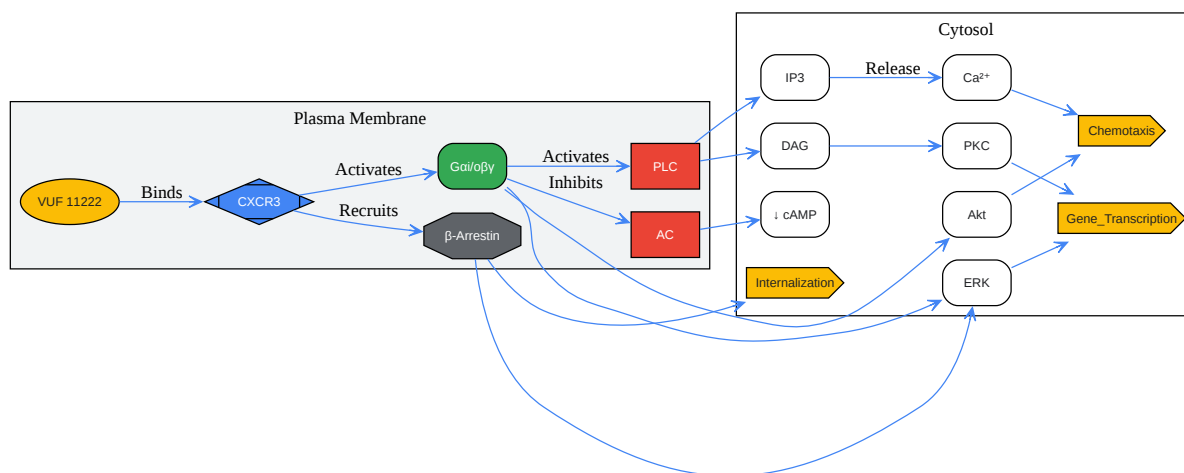 Cytosol
IP3
Release
Ca²⁺
Plasma Membrane
Chemotaxis
Activates
Gαi/oβγ
Activates
PLC
DAG
PKC
Inhibits
VUF 11222
Binds
CXCR3
Recruits
β-Arrestin
AC
↓ cAMP
Akt
Gene_Transcription
Internalization
ERK